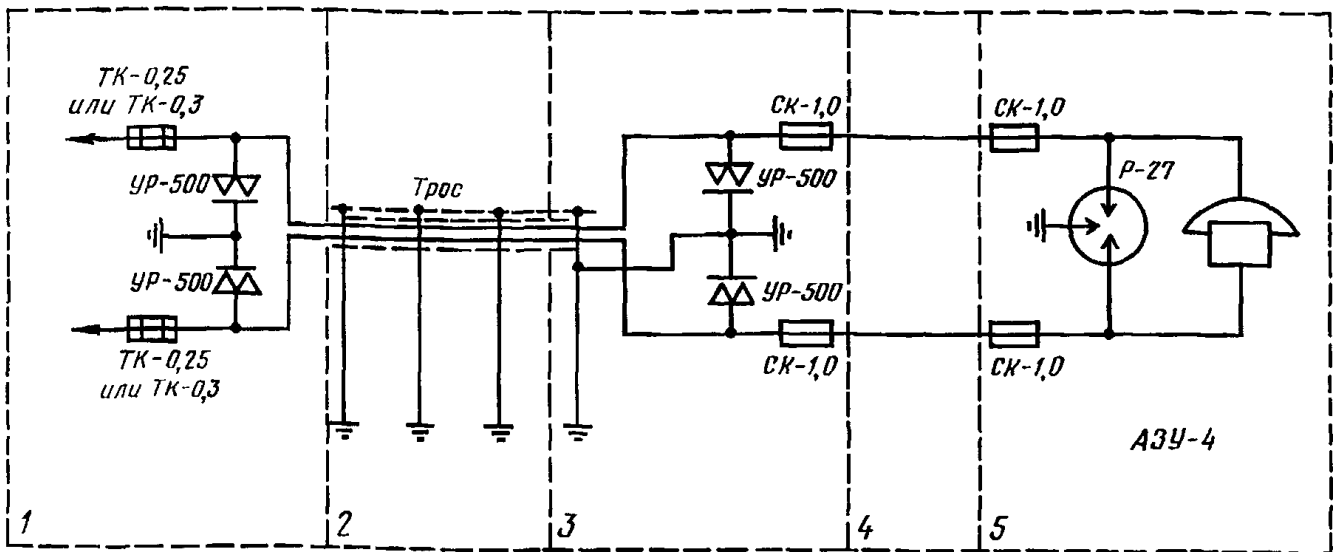 ТК-0,25
или ТК-0,3
УР-500
УР-500
ТК-0,25
или ТК-0,3
Трос
СК-1,0
УР-500
УР-500
СК-1,0
СК-1,0
Р-27
СК-1,0
АЗУ-4
1
2
3
4
5